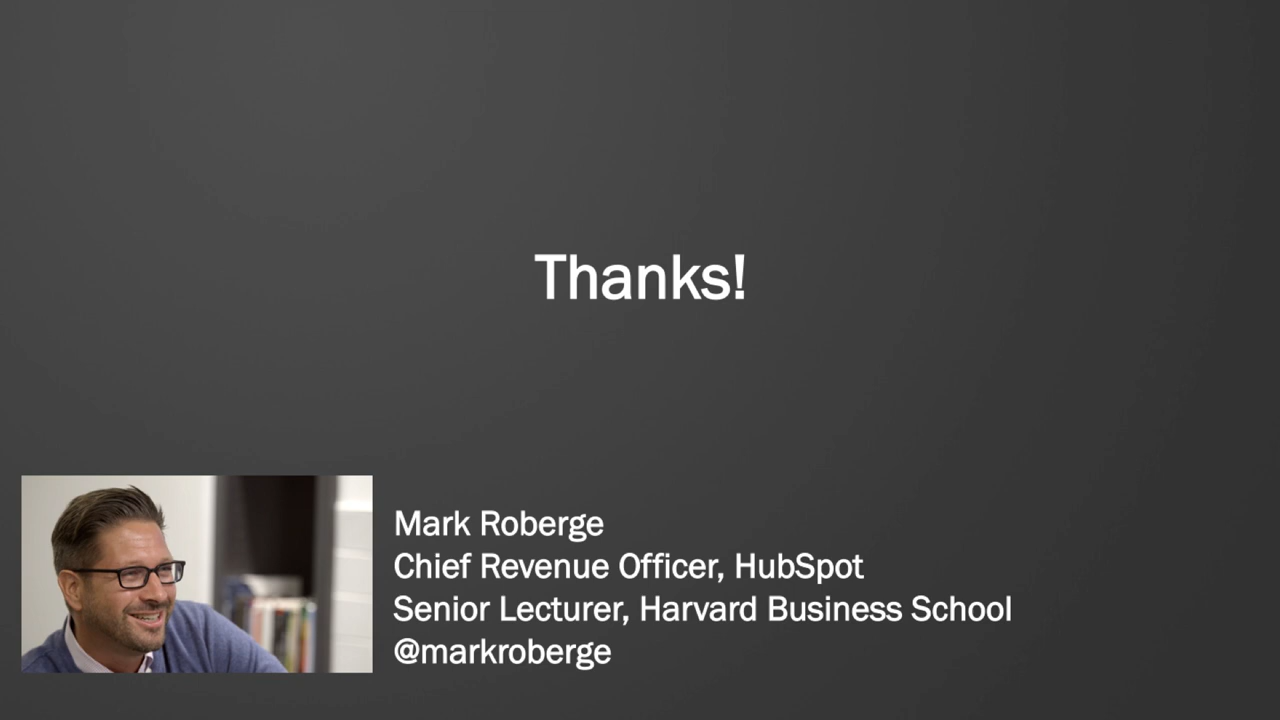 Thanks!
Mark Roberge
Chief Revenue Officer, HubSpot
Senior Lecturer, Harvard Business School
@markroberge